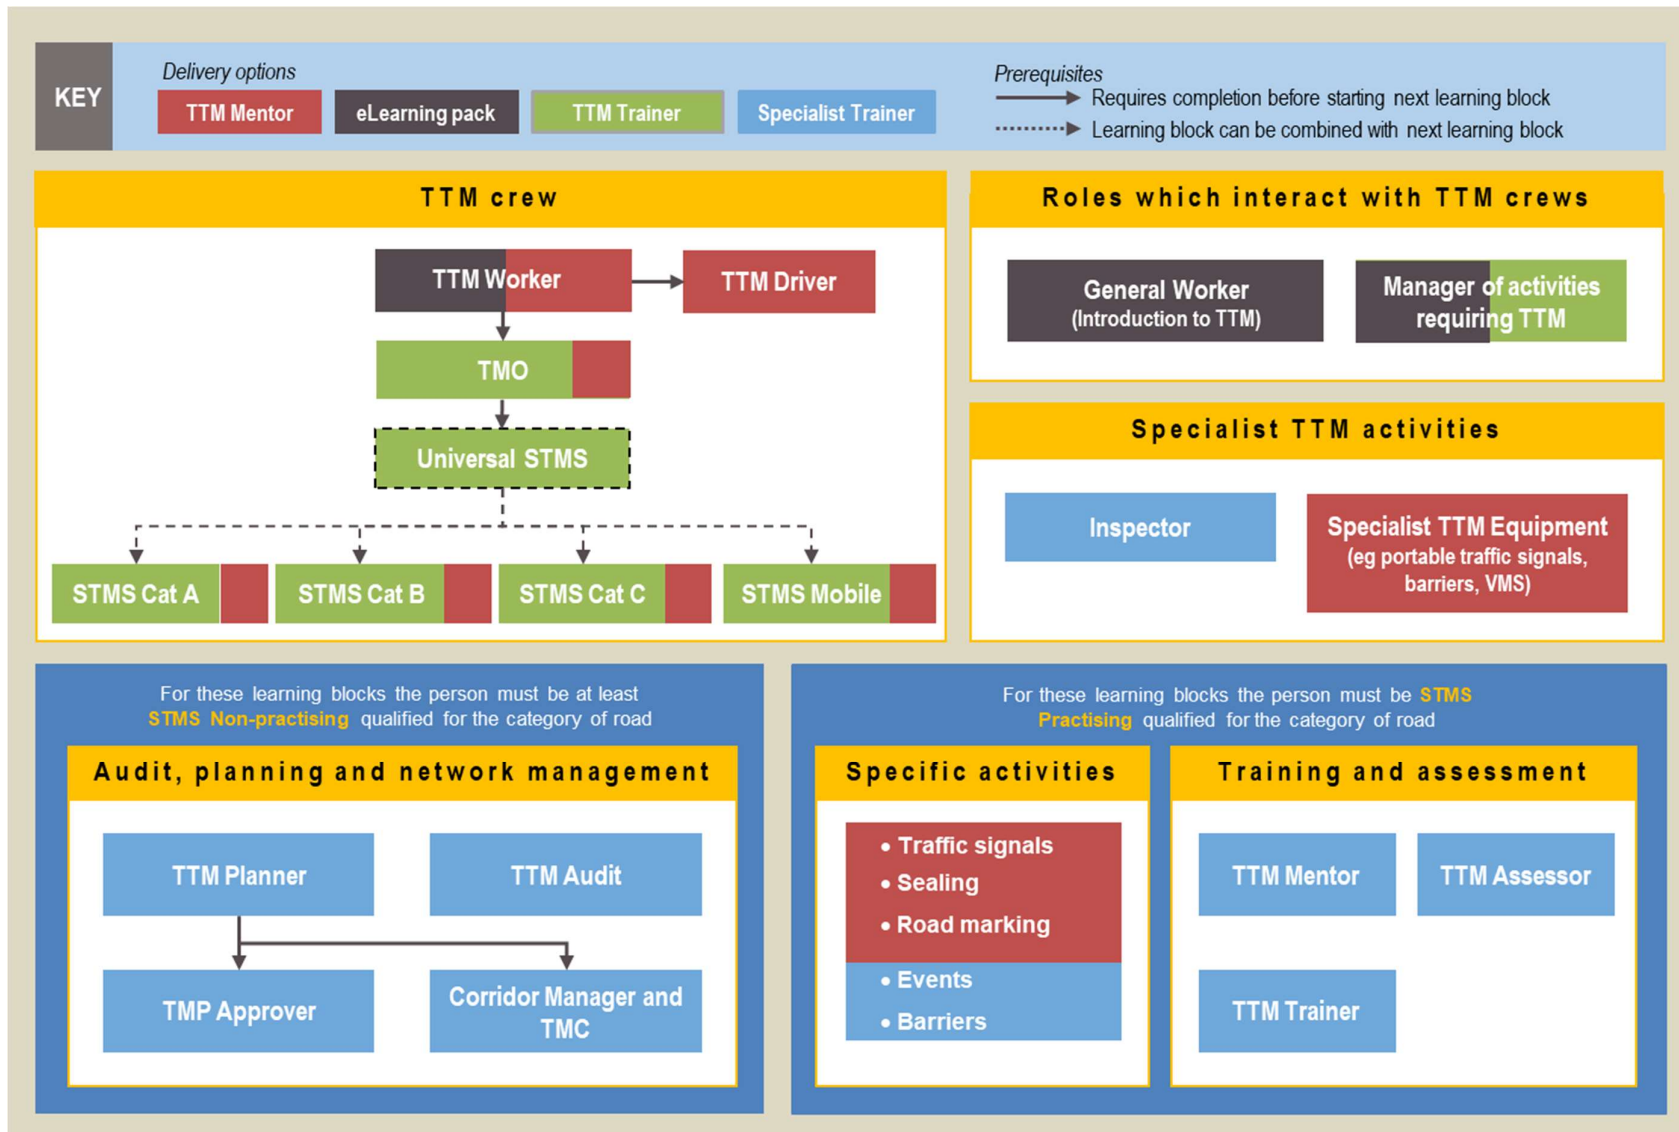 KEY
Delivery options
TTM Mentor
eLearning pack
TTM Trainer
Specialist Trainer
Prerequisites
Requires completion before starting next learning block
Learning block can be combined with next learning block
TTM crew
TTM Worker
TTM Driver
TMO
Universal STMS
STMS Cat A
STMS Cat B
STMS Cat C
STMS Mobile
Roles which interact with TTM crews
General Worker
(Introduction to TTM)
Manager of activities
requiring TTM
Specialist TTM activities
Inspector
Specialist TTM Equipment
(eg portable traffic signals,
barriers, VMS)
For these learning blocks the person must be at least
STMS Non-practising qualified for the category of road
Audit, planning and network management
TTM Planner
TTM Audit
TMP Approver
Corridor Manager and
TMC
For these learning blocks the person must be STMS
Practising qualified for the category of road
Specific activities
• Traffic signals
• Sealing
• Road marking
• Events
• Barriers
Training and assessment
TTM Mentor
TTM Assessor
TTM Trainer